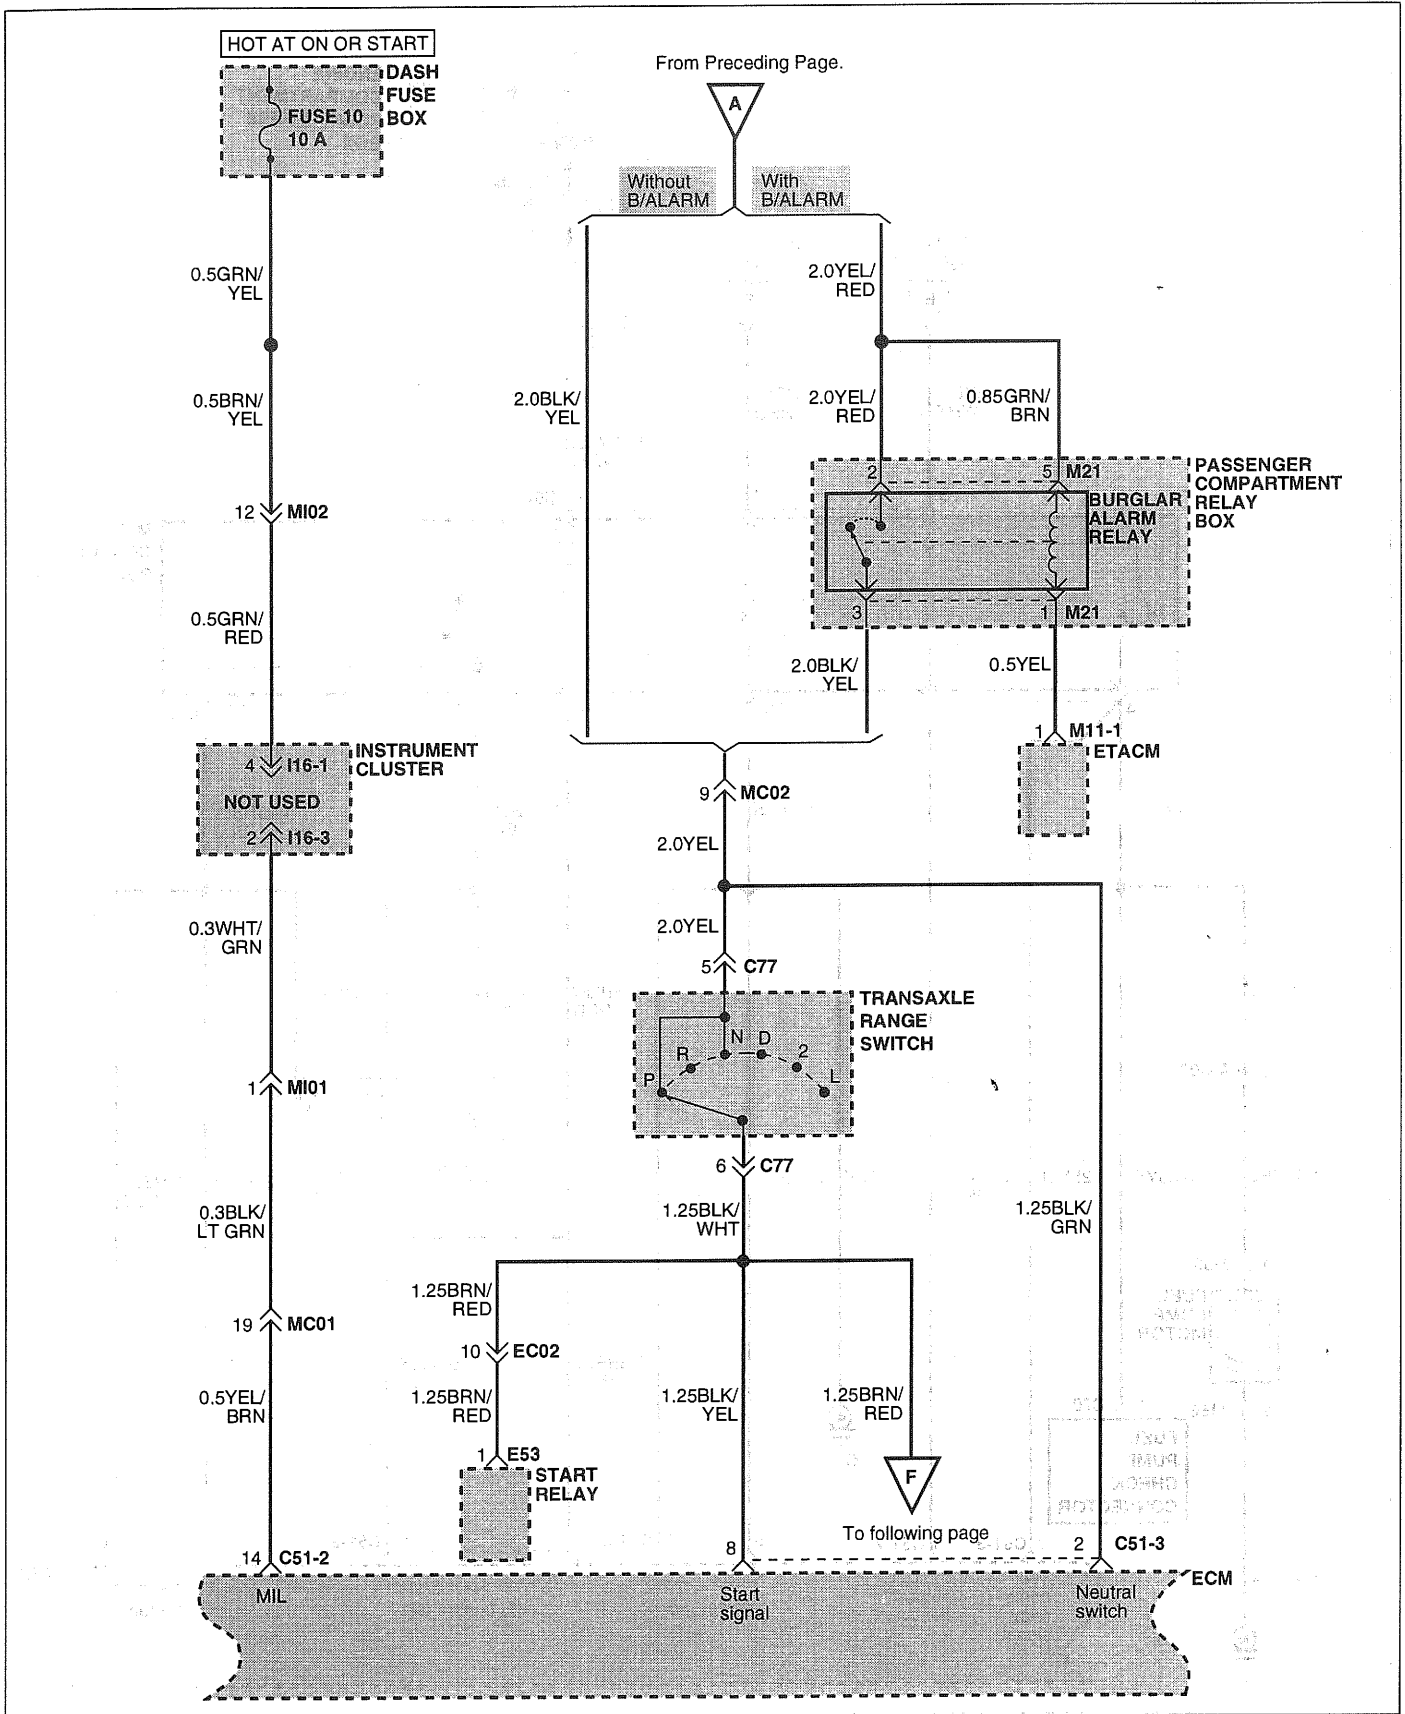 HOT AT ON OR START
DASH
FUSE
BOX
FUSE 10
10 A
From Preceding Page.
A
Without
B/ALARM
With
B/ALARM
0.5GRN/
YEL
2.0YEL/
RED
0.5BRN/
YEL
2.0BLK/
YEL
2.0YEL/
RED
0.85GRN/
BRN
12 MI02
2
5 M21
PASSENGER
COMPARTMENT
RELAY
BOX
BURGLAR
ALARM
RELAY
3
1 M21
0.5GRN/
RED
2.0BLK/
YEL
0.5YEL
1 M11-1
ETACM
4 I16-1
INSTRUMENT
CLUSTER
NOT USED
2 I16-3
9 MC02
2.0YEL
0.3WHT/
GRN
2.0YEL
5 C77
TRANSAXLE
RANGE
SWITCH
P
R
N
D
2
L
1 MI01
6 C77
0.3BLK/
LT GRN
1.25BLK/
WHT
1.25BLK/
GRN
1.25BRN/
RED
19 MC01
10 EC02
0.5YEL/
BRN
1.25BRN/
RED
1.25BLK/
YEL
1.25BRN/
RED
1 E53
START
RELAY
F
To following page
14 C51-2
8
2 C51-3
ECM
MIL
Start
signal
Neutral
switch